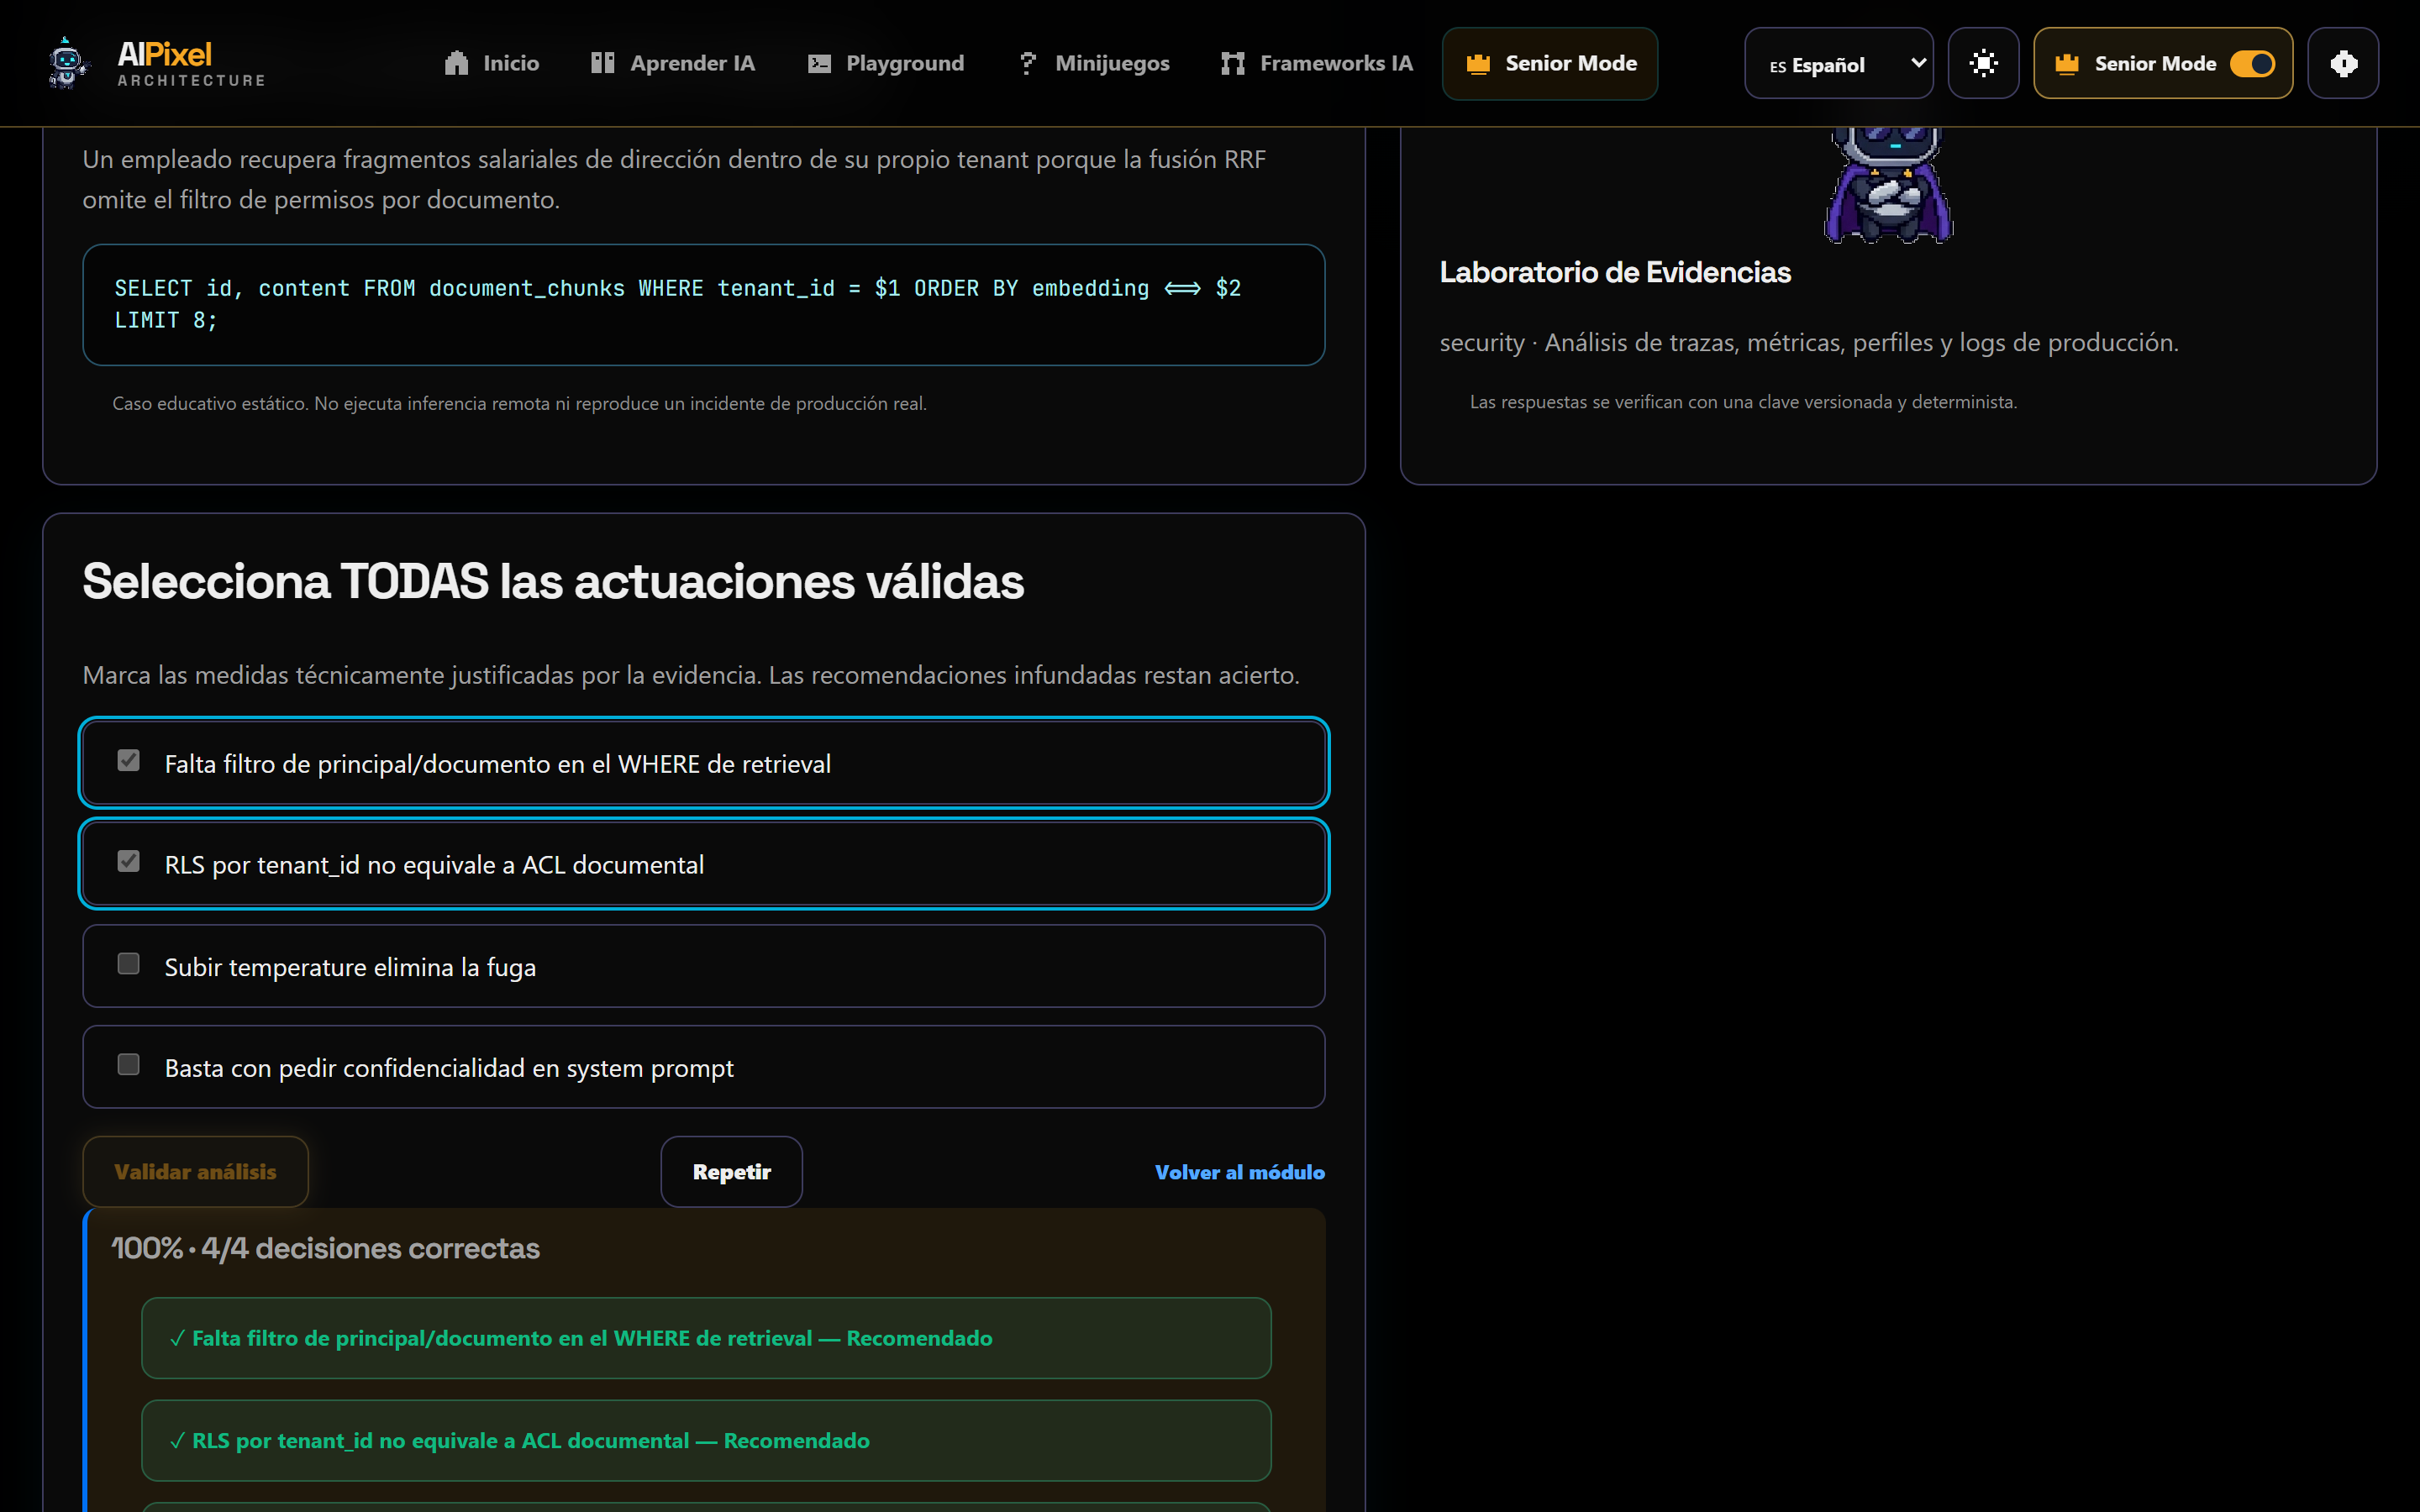 AIPixel
ARCHITECTURE
Inicio
Aprender IA
Playground
Minijuegos
Frameworks IA
Senior Mode
ES Español
Senior Mode
Un empleado recupera fragmentos salariales de dirección dentro de su propio tenant porque la fusión RRF
omite el filtro de permisos por documento.
SELECT id, content FROM document_chunks WHERE tenant_id = $1 ORDER BY embedding <=> $2
LIMIT 8;
Caso educativo estático. No ejecuta inferencia remota ni reproduce un incidente de producción real.
Laboratorio de Evidencias
security · Análisis de trazas, métricas, perfiles y logs de producción.
Las respuestas se verifican con una clave versionada y determinista.
Selecciona TODAS las actuaciones válidas
Marca las medidas técnicamente justificadas por la evidencia. Las recomendaciones infundadas restan acierto.
Falta filtro de principal/documento en el WHERE de retrieval
RLS por tenant_id no equivale a ACL documental
Subir temperature elimina la fuga
Basta con pedir confidencialidad en system prompt
Validar análisis
Repetir
Volver al módulo
100% · 4/4 decisiones correctas
✓ Falta filtro de principal/documento en el WHERE de retrieval — Recomendado
✓ RLS por tenant_id no equivale a ACL documental — Recomendado